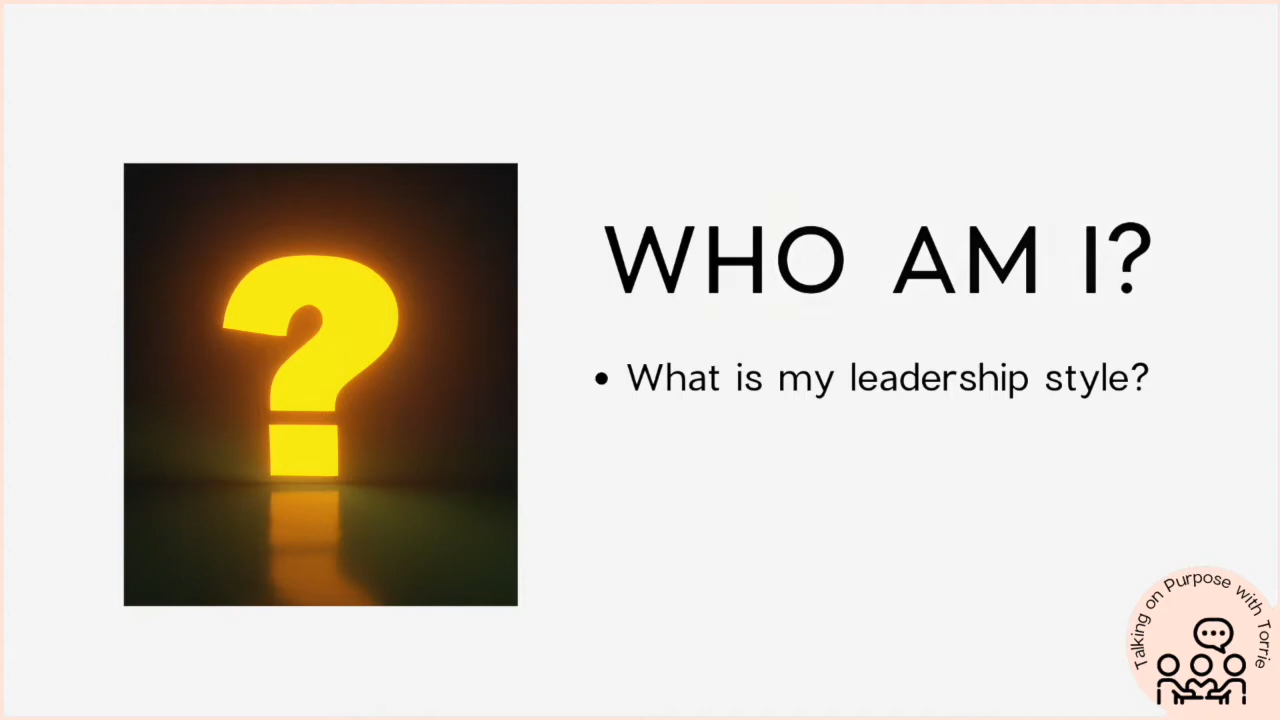 WHO AM I?
• What is my leadership style?
Talking on Purpose with Torrie